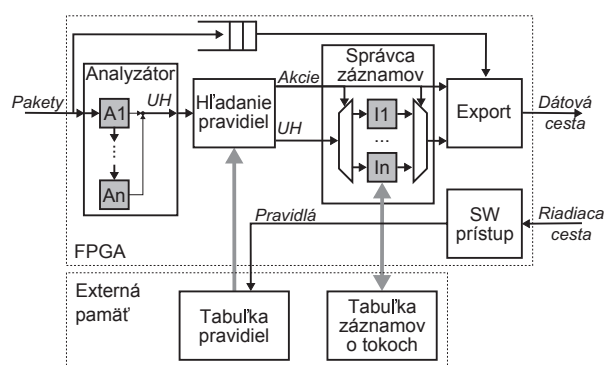 Správca
záznamov
Analyzátor
Pakety
A1
UH
...
An
Hľadanie
pravidiel
Akcie
UH
I1
...
In
Export
Dátová
cesta
Pravidlá
SW
prístup
Riadiaca
cesta
FPGA
Externá
pamäť
Tabuľka
pravidiel
Tabuľka
záznamov
o tokoch